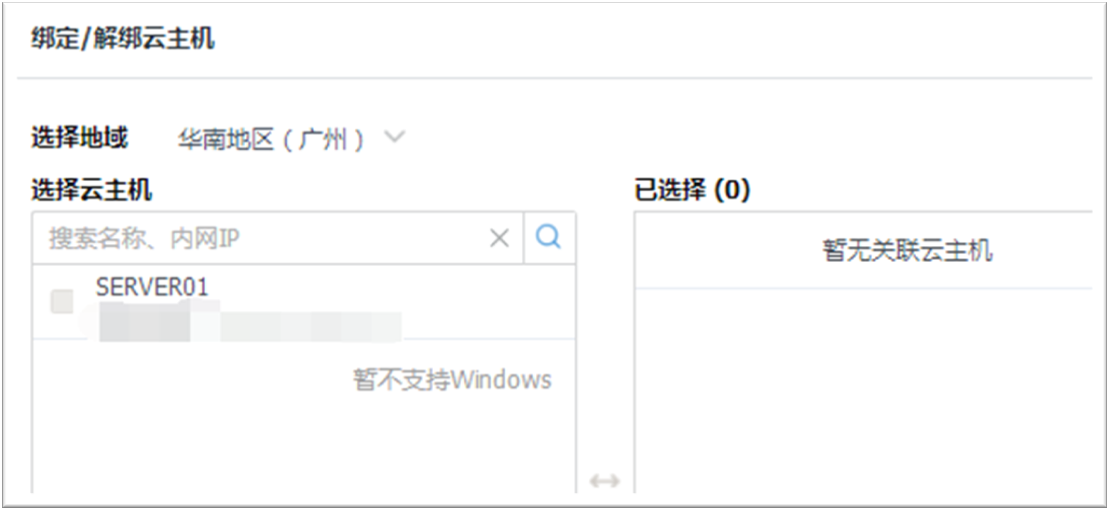 绑定/解绑云主机
选择地域 华南地区（广州）
选择云主机
搜索名称、内网IP
SERVER01
暂不支持Windows
已选择 (0)
暂无关联云主机